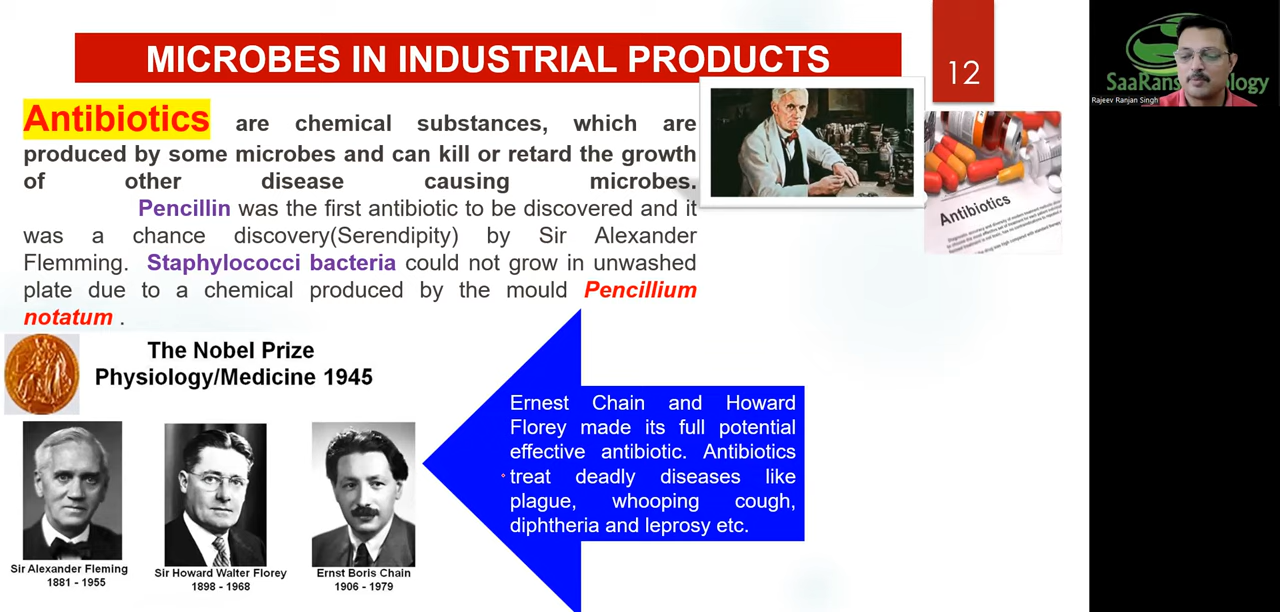 MICROBES IN INDUSTRIAL PRODUCTS
12
Antibiotics are chemical substances, which are
produced by some microbes and can kill or retard the growth
of other disease causing microbes.
Pencillin was the first antibiotic to be discovered and it
was a chance discovery(Serendipity) by Sir Alexander
Flemming. Staphylococci bacteria could not grow in unwashed
plate due to a chemical produced by the mould Pencillium
notatum .
The Nobel Prize
Physiology/Medicine 1945
Sir Alexander Fleming
1881 - 1955
Sir Howard Walter Florey
1898 - 1968
Ernst Boris Chain
1906 - 1979
Ernest Chain and Howard
Florey made its full potential
effective antibiotic. Antibiotics
treat deadly diseases like
plague, whooping cough,
diphtheria and leprosy etc.
Antibiotics
Rajeev Ranjan Singh